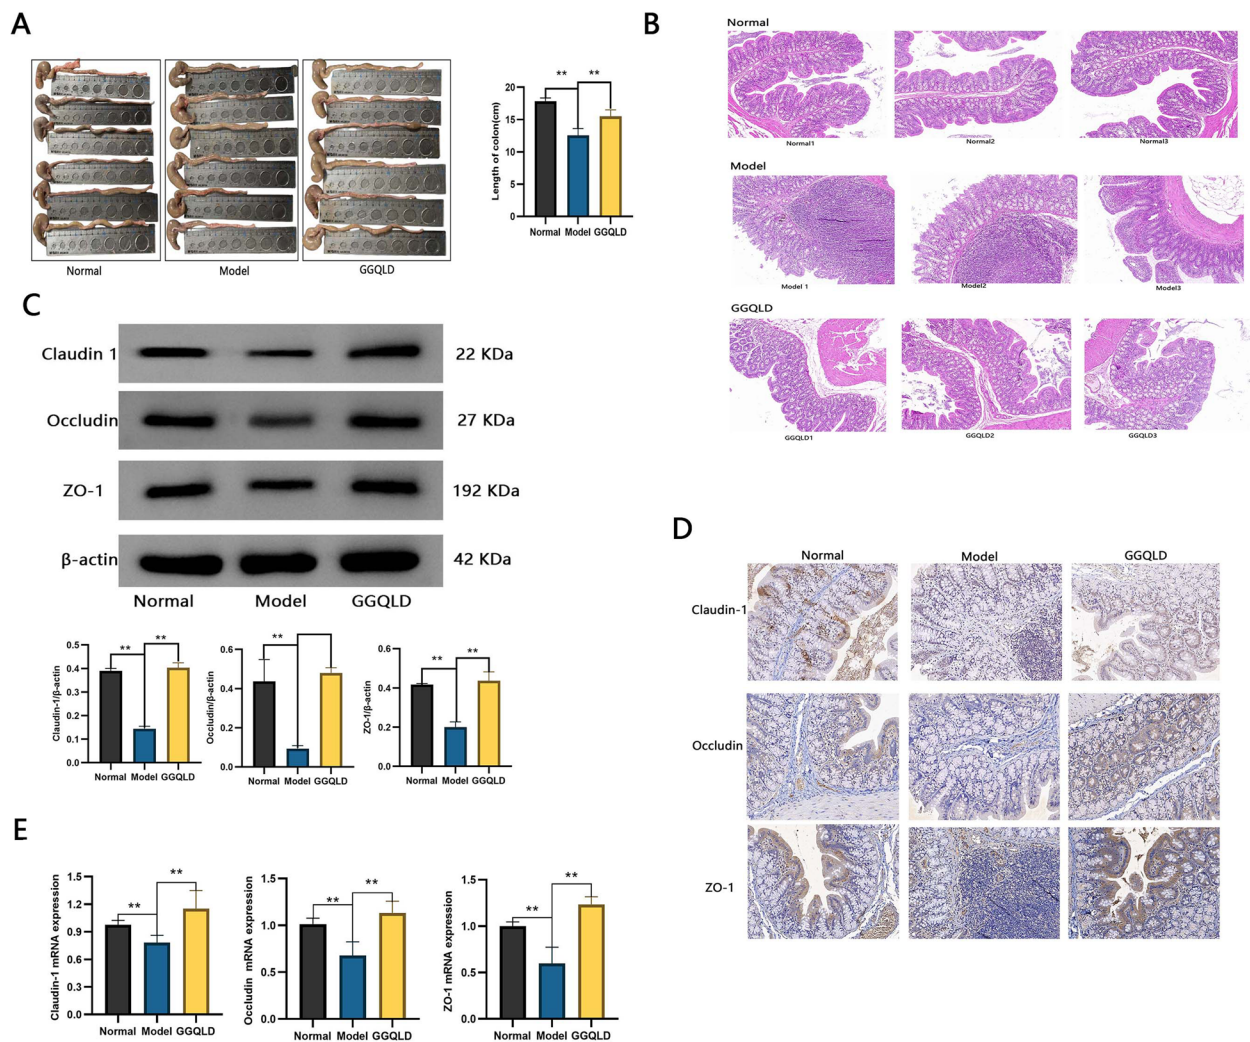 A
Normal
Model
GGQLD
** **
Length of colon(cm)
20
15
10
5
0
Normal Model GGQLD
B
Normal
Normal1
Normal2
Normal3
Model
Model 1
Model2
Model3
GGQLD
GGQLD1
GGQLD2
GGQLD3
C
Claudin 1
22 KDa
Occludin
27 KDa
ZO-1
192 KDa
β-actin
42 KDa
Normal
Model
GGQLD
** **
Claudin-1/β-actin
0.5
0.4
0.3
0.2
0.1
0.0
Normal Model GGQLD
**
Occludin/β-actin
0.6
0.4
0.2
0.0
Normal Model GGQLD
** **
ZO-1/β-actin
0.6
0.4
0.2
0.0
Normal Model GGQLD
D
Normal
Model
GGQLD
Claudin-1
Occludin
ZO-1
E
** **
Claudin-1 mRNA expression
1.5
1.2
0.9
0.6
0.3
0.0
Normal Model GGQLD
** **
Occludin mRNA expression
1.5
1.0
0.5
0.0
Normal Model GGQLD
** **
ZO-1 mRNA expression
1.5
1.0
0.5
0.0
Normal Model GGQLD